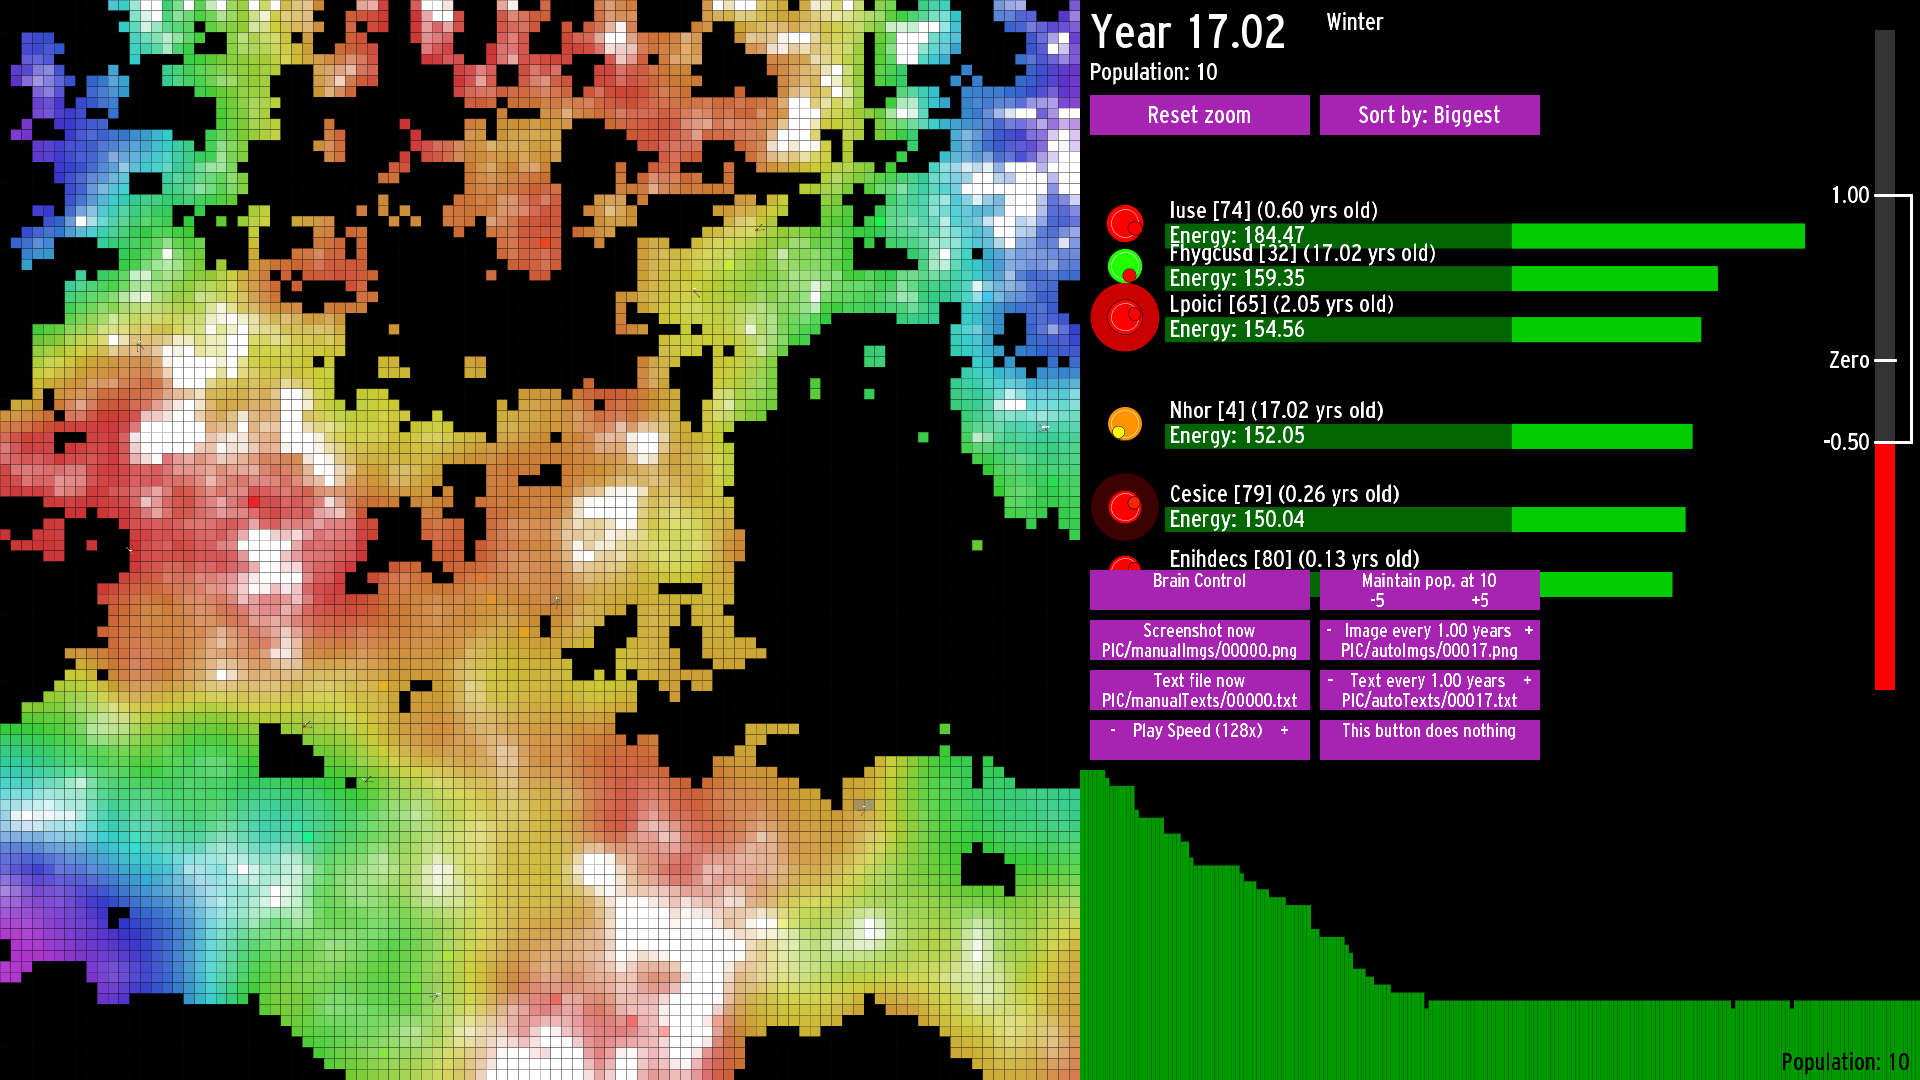 Year 17.02
Winter
Population: 10
Reset zoom
Sort by: Biggest
Iuse [74] (0.60 yrs old)
Energy: 184.47
Fhygcusd [32] (17.02 yrs old)
Energy: 159.35
Lpoici [65] (2.05 yrs old)
Energy: 154.56
Nhor [4] (17.02 yrs old)
Energy: 152.05
Cesice [79] (0.26 yrs old)
Energy: 150.04
Enihdecs [80] (0.13 yrs old)
1.00
Zero
-0.50
Brain Control
Maintain pop. at 10
-5 +5
Screenshot now
PIC/manualImgs/00000.png
- Image every 1.00 years +
PIC/autoImgs/00017.png
Text file now
PIC/manualTexts/00000.txt
- Text every 1.00 years +
PIC/autoTexts/00017.txt
- Play Speed (128x) +
This button does nothing
Population: 10